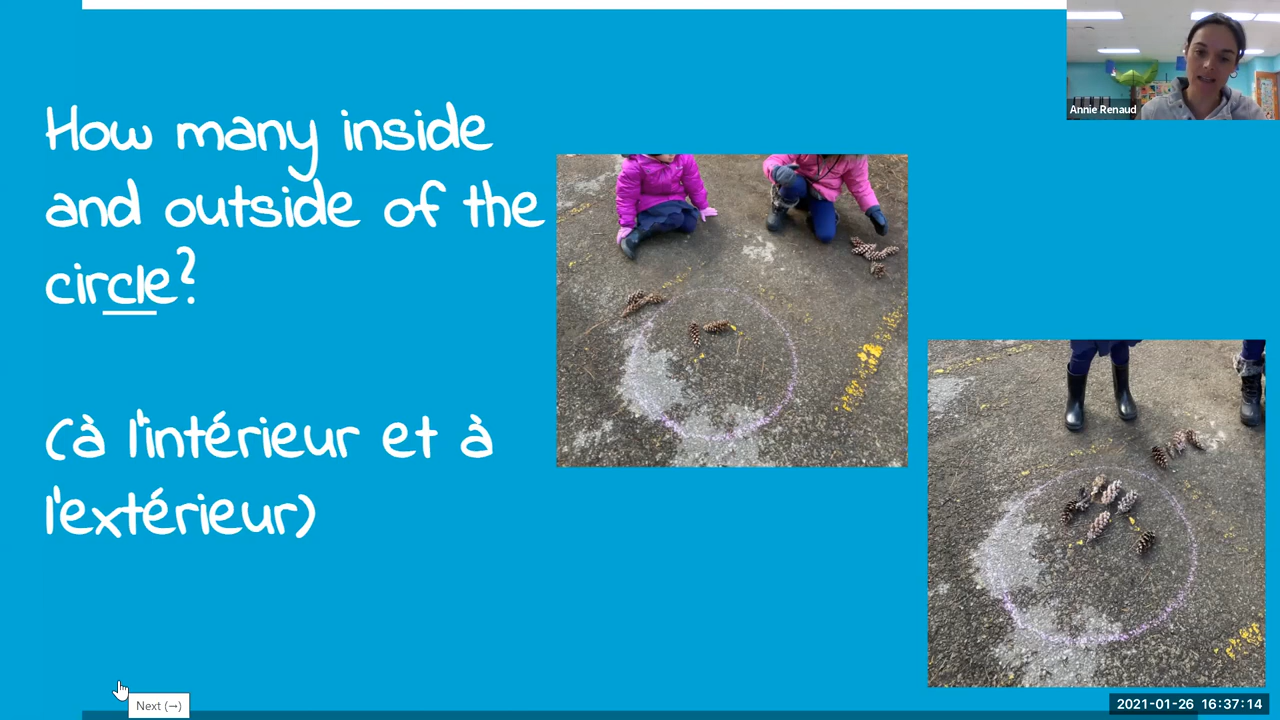 How many inside
and outside of the
circle?
(à l'intérieur et à
l'extérieur)
Annie Renaud
Next (→)
2021-01-26 16:37:14